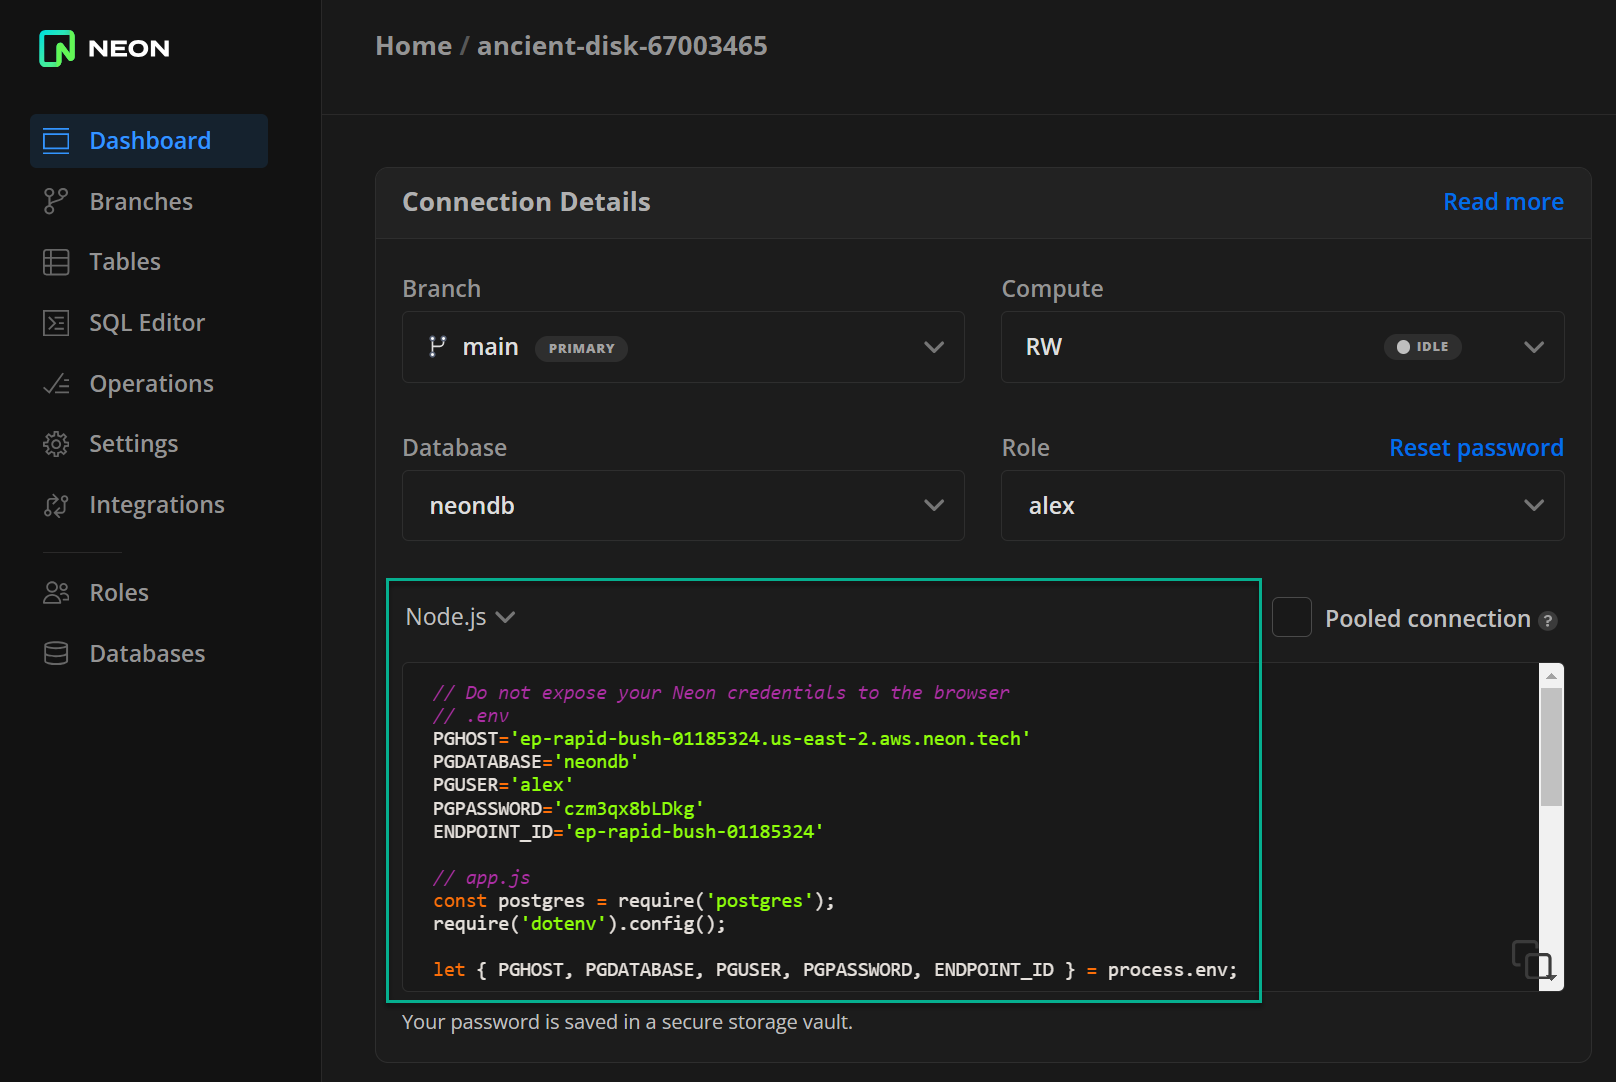 NEON
Home / ancient-disk-67003465
Dashboard
Branches
Tables
SQL Editor
Operations
Settings
Integrations
Roles
Databases
Connection Details
Read more
Branch
Compute
main PRIMARY
RW IDLE
Database
Role Reset password
neondb
alex
Node.js
Pooled connection ?
// Do not expose your Neon credentials to the browser
// .env
PGHOST='ep-rapid-bush-01185324.us-east-2.aws.neon.tech'
PGDATABASE='neondb'
PGUSER='alex'
PGPASSWORD='czm3qx8bLDkg'
ENDPOINT_ID='ep-rapid-bush-01185324'
// app.js
const postgres = require('postgres');
require('dotenv').config();
let { PGHOST, PGDATABASE, PGUSER, PGPASSWORD, ENDPOINT_ID } = process.env;
Your password is saved in a secure storage vault.